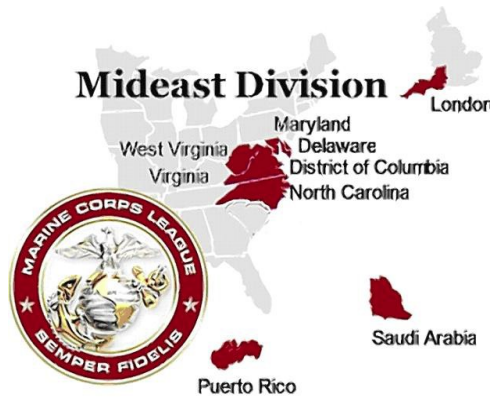 Mideast Division
London
Maryland
West Virginia
Delaware
Virginia
District of Columbia
North Carolina
MARINE CORPS LEAGUE
SEMPER FIDELIS
Saudi Arabia
Puerto Rico